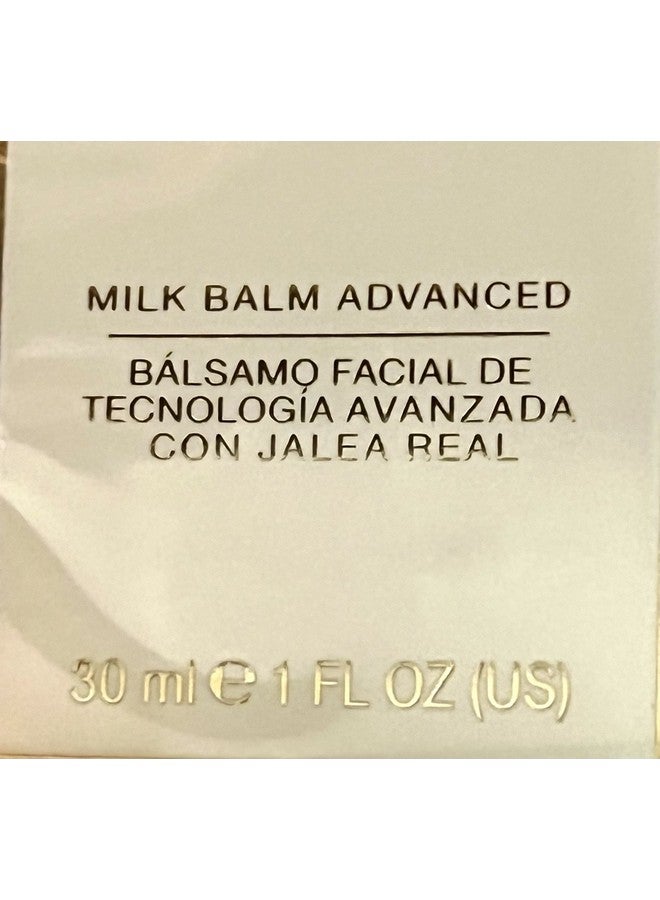 MILK BALM ADVANCED
BÁLSAMO FACIAL DE
TECNOLOGÍA AVANZADA
CON JALEA REAL
30 ml ℮ 1 FL OZ (US)